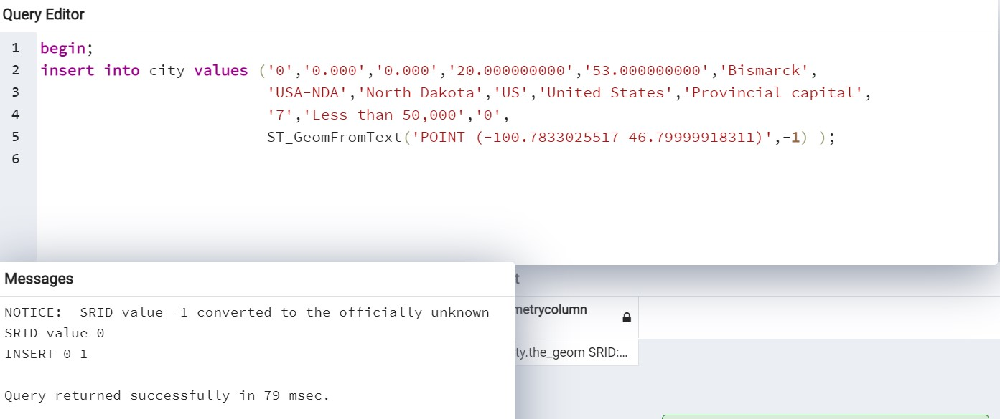 Query Editor
1 begin;
2 insert into city values ('0','0.000','0.000','20.000000000','53.000000000','Bismarck',
3 'USA-NDA','North Dakota','US','United States','Provincial capital',
4 '7','Less than 50,000','0',
5 ST_GeomFromText('POINT (-100.7833025517 46.79999918311)',-1) );
6
Messages
t
NOTICE:  SRID value -1 converted to the officially unknown
metrycolumn
SRID value 0
INSERT 0 1
ty.the_geom SRID:...
Query returned successfully in 79 msec.